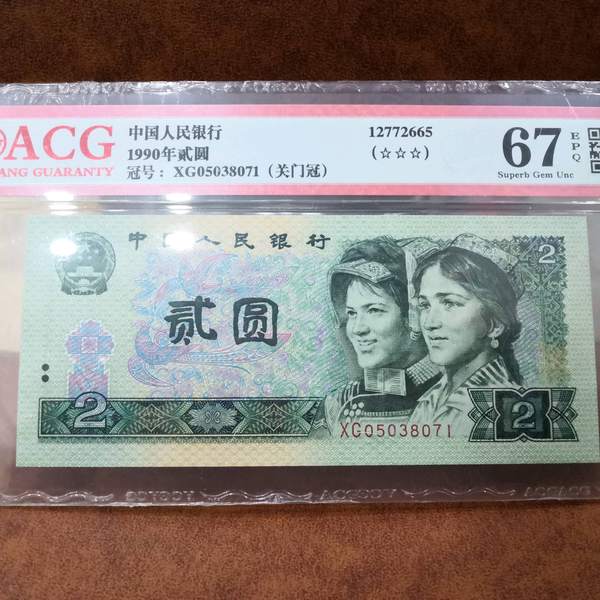 ACG
ANG GUARANTY
中国人民银行
1990年贰圆
冠号：XG05038071（关门冠）
12772665
(☆☆☆)
67
EPQ
Superb Gem Unc
中国人民银行
2
贰圆
2
XG05038071
2